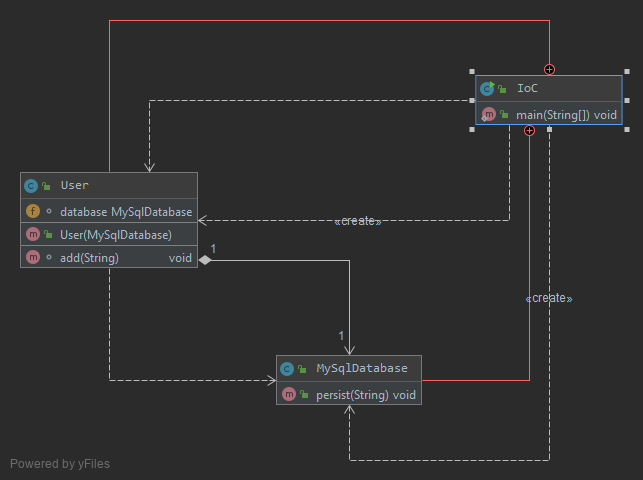 IoC
main(String[]) void
User
database MySqlDatabase
User(MySqlDatabase)
«create»
add(String) void
1
«create»
1
MySqlDatabase
persist(String) void
Powered by yFiles